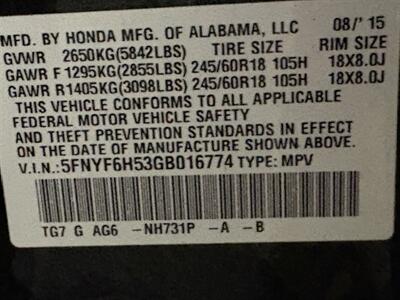 MFD. BY HONDA MFG. OF ALABAMA, LLC 08/' 15
GVWR 2650KG(5842LBS) TIRE SIZE RIM SIZE
GAWR F1295KG(2855LBS) 245/60R18 105H 18X8.0J
GAWR R1405KG(3098LBS) 245/60R18 105H 18X8.0J
THIS VEHICLE CONFORMS TO ALL APPLICABLE
FEDERAL MOTOR VEHICLE SAFETY
AND THEFT PREVENTION STANDARDS IN EFFECT
ON THE DATE OF MANUFACTURE SHOWN ABOVE.
V.I.N.: 5FNYF6H53GB016774 TYPE: MPV
TG7 G AG6 -NH731P -A -B